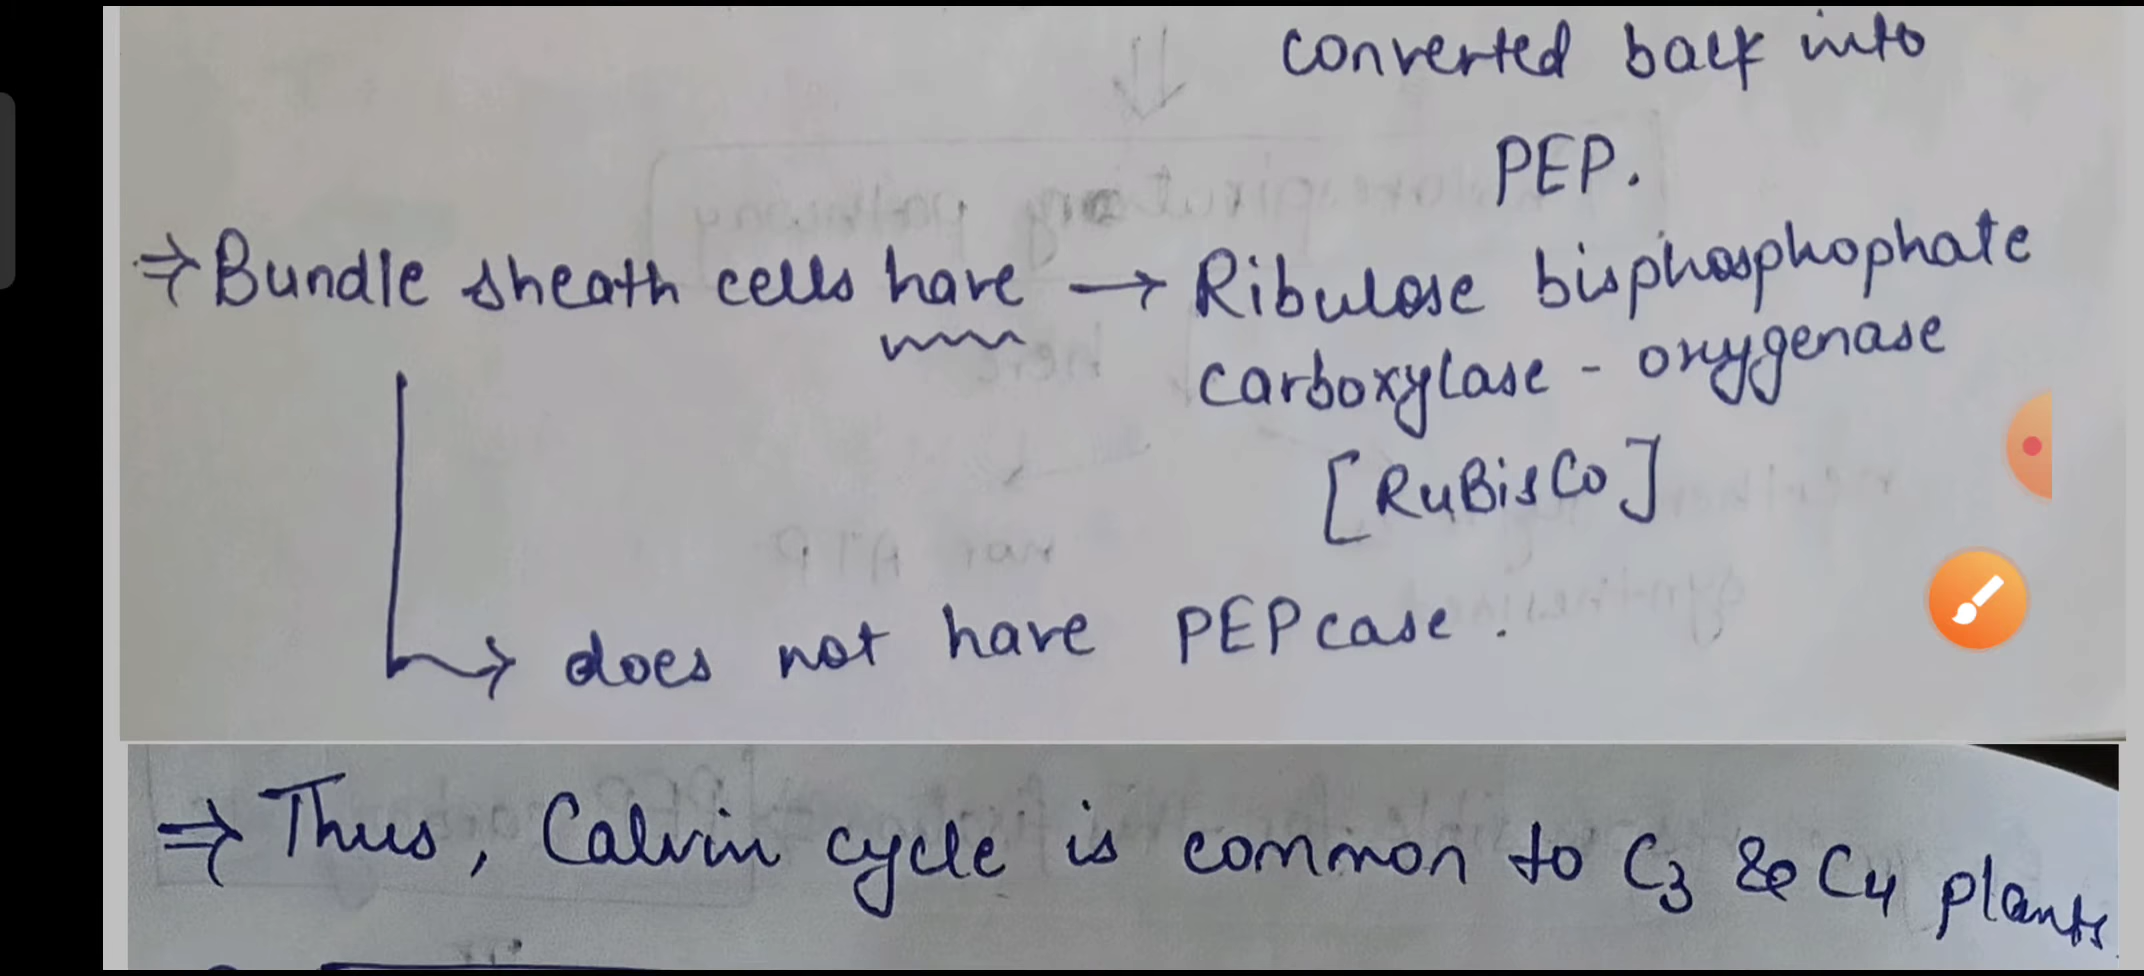 converted back into
PEP.
⇒ Bundle sheath cells have → Ribulose bisphosphophate
carboxylase - oxygenase
[RuBisCo]
→ does not have PEPcase.
⇒ Thus, Calvin cycle is common to C3 & C4 plants